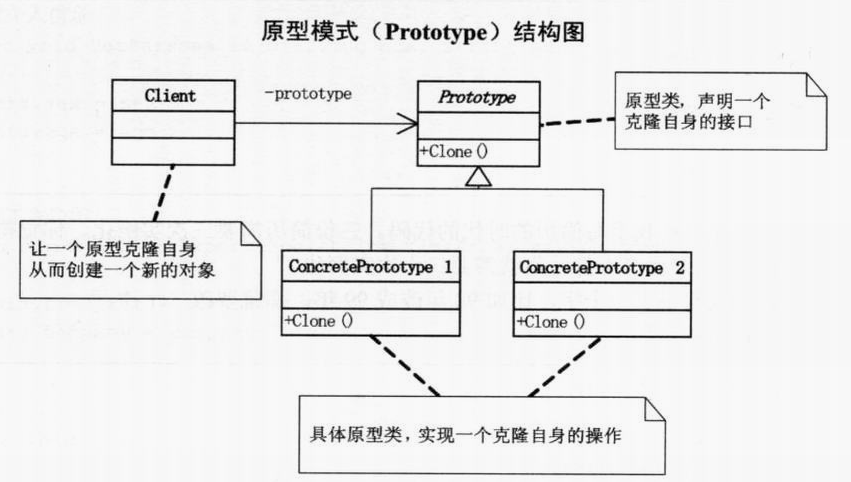 原型模式（Prototype）结构图
Client
-prototype
Prototype
+Clone()
原型类，声明一个
克隆自身的接口
让一个原型克隆自身
从而创建一个新的对象
ConcretePrototype 1
+Clone()
ConcretePrototype 2
+Clone()
具体原型类，实现一个克隆自身的操作